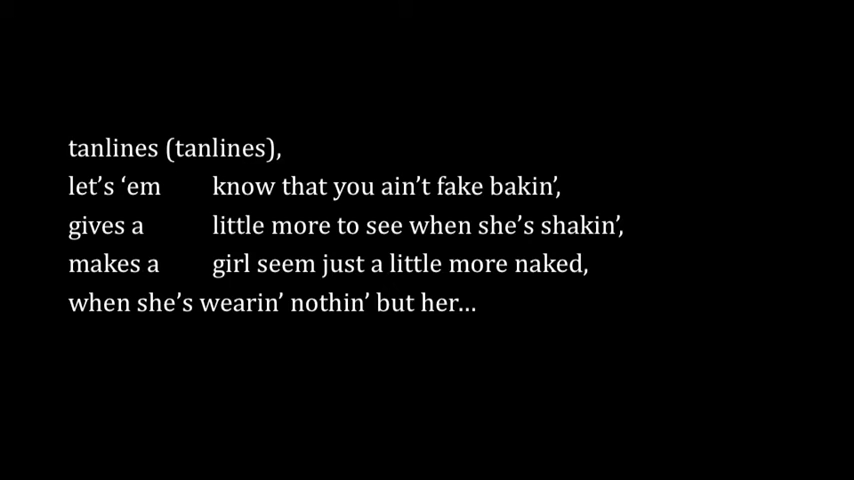 tanlines (tanlines),
let’s ‘em know that you ain’t fake bakin’,
gives a little more to see when she’s shakin’,
makes a girl seem just a little more naked,
when she’s wearin’ nothin’ but her...